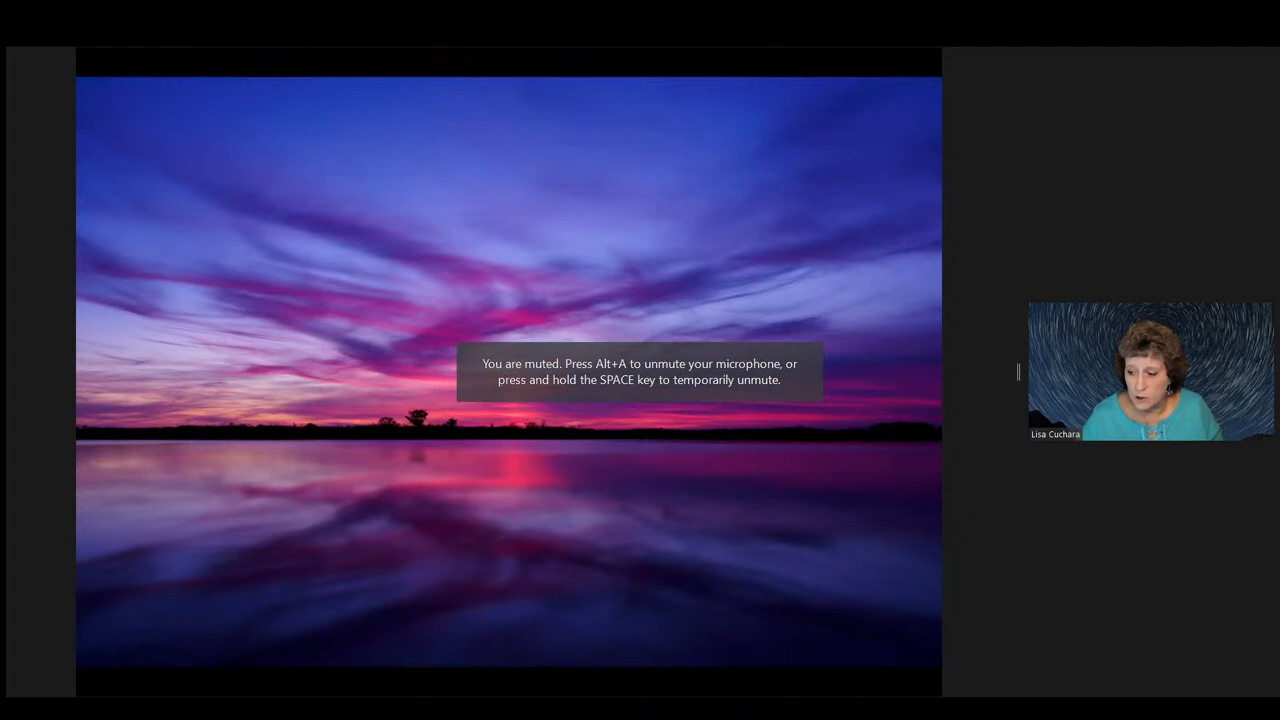 You are muted. Press Alt+A to unmute your microphone, or
press and hold the SPACE key to temporarily unmute.
Lisa Cuchara